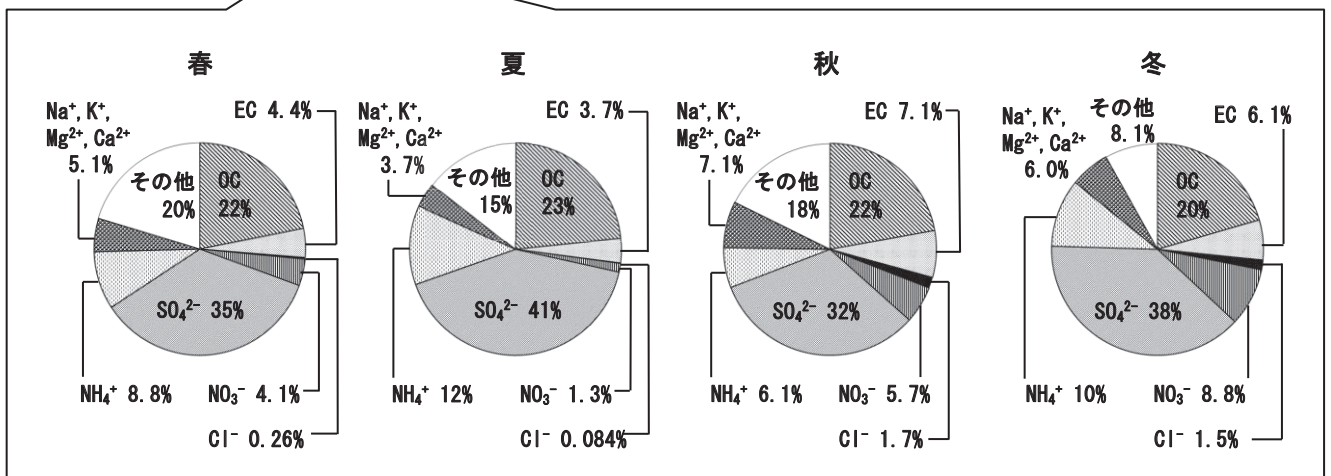 春
Na⁺, K⁺,
Mg²⁺, Ca²⁺
5.1%
EC 4.4%
その他
20%
OC
22%
SO₄²⁻ 35%
NH₄⁺ 8.8%
NO₃⁻ 4.1%
Cl⁻ 0.26%
夏
Na⁺, K⁺,
Mg²⁺, Ca²⁺
3.7%
EC 3.7%
その他
15%
OC
23%
SO₄²⁻ 41%
NH₄⁺ 12%
NO₃⁻ 1.3%
Cl⁻ 0.084%
秋
Na⁺, K⁺,
Mg²⁺, Ca²⁺
7.1%
EC 7.1%
その他
18%
OC
22%
SO₄²⁻ 32%
NH₄⁺ 6.1%
NO₃⁻ 5.7%
Cl⁻ 1.7%
冬
Na⁺, K⁺,
Mg²⁺, Ca²⁺
6.0%
その他
8.1%
EC 6.1%
OC
20%
SO₄²⁻ 38%
NH₄⁺ 10%
NO₃⁻ 8.8%
Cl⁻ 1.5%